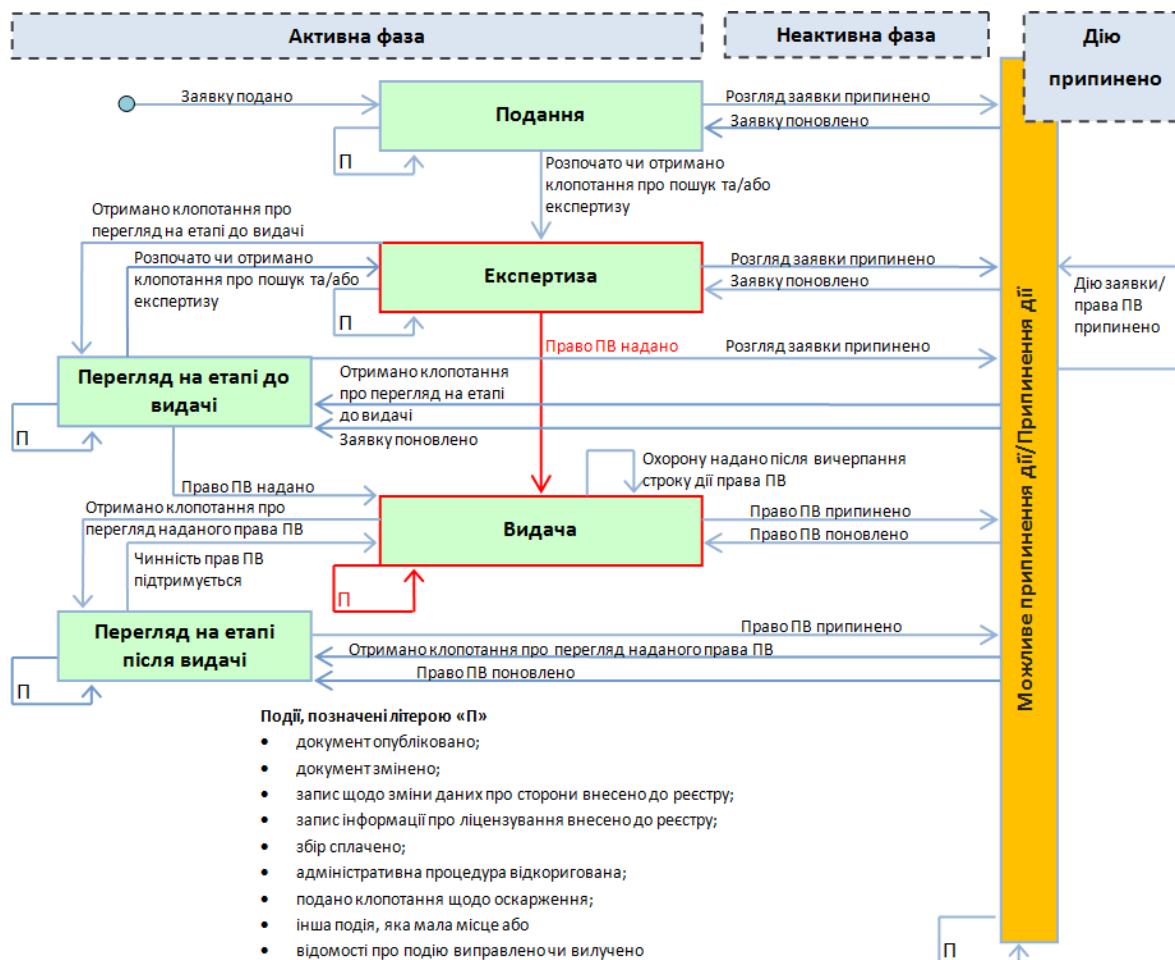 Активна фаза
Неактивна фаза
Дію
припинено
Заявку подано
Подання
Розгляд заявки припинено
Заявку поновлено
П
Розпочато чи отримано
клопотання про пошук та/або
експертизу
Отримано клопотання про
перегляд на етапі до видачі
Розпочато чи отримано
клопотання про пошук та/або
експертизу
Експертиза
Розгляд заявки припинено
Заявку поновлено
П
Дію заявки/
права ПВ
припинено
Право ПВ надано
Розгляд заявки припинено
Перегляд на етапі до
видачі
Отримано клопотання
про перегляд на етапі
до видачі
Заявку поновлено
П
Право ПВ надано
Охорону надано після вичерпання
строку дії права ПВ
Отримано клопотання про
перегляд наданого права ПВ
Видача
Право ПВ припинено
Право ПВ поновлено
Чинність прав ПВ
підтримується
П
Перегляд на етапі
після видачі
Право ПВ припинено
Отримано клопотання про перегляд наданого права ПВ
Право ПВ поновлено
П
Можливе припинення дії/Припинення дії
Події, позначені літерою «П»
• документ опубліковано;
• документ змінено;
• запис щодо зміни даних про сторони внесено до реєстру;
• запис інформації про ліцензування внесено до реєстру;
• збір сплачено;
• адміністративна процедура відкоригована;
• подано клопотання щодо оскарження;
• інша подія, яка мала місце або
• відомості про подію виправлено чи вилучено
П